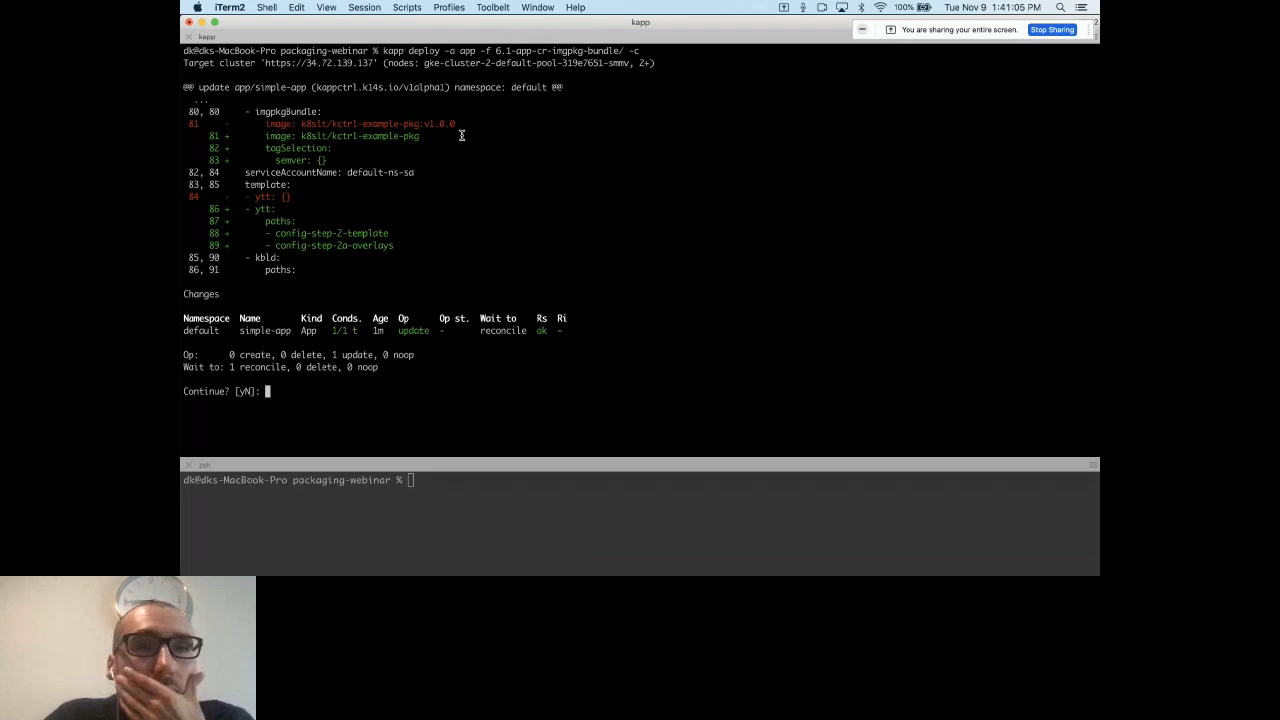 iTerm2 Shell Edit View Session Scripts Profiles Toolbelt Window Help 100% Tue Nov 9 1:41:05 PM
kapp
You are sharing your entire screen. Stop Sharing
kapp
dk@dks-MacBook-Pro packaging-webinar % kapp deploy -a app -f 6.1-app-cr-imgpkg-bundle/ -c
Target cluster 'https://34.72.139.137' (nodes: gke-cluster-2-default-pool-319e7651-smmv, 2+)
@@ update app/simple-app (kappctrl.k14s.io/v1alpha1) namespace: default @@
...
80, 80 - imgpkgBundle:
81 - image: k8slt/kctrl-example-pkg:v1.0.0
81 + image: k8slt/kctrl-example-pkg
82 + tagSelection:
83 + semver: {}
82, 84 serviceAccountName: default-ns-sa
83, 85 template:
84 - - ytt: {}
86 + - ytt:
87 + paths:
88 + - config-step-2-template
89 + - config-step-2a-overlays
85, 90 - kbld:
86, 91 paths:
Changes
Namespace Name Kind Conds. Age Op Op st. Wait to Rs Ri
default simple-app App 1/1 t 1m update - reconcile ok -
Op: 0 create, 0 delete, 1 update, 0 noop
Wait to: 1 reconcile, 0 delete, 0 noop
Continue? [yN]:
zsh
dk@dks-MacBook-Pro packaging-webinar %